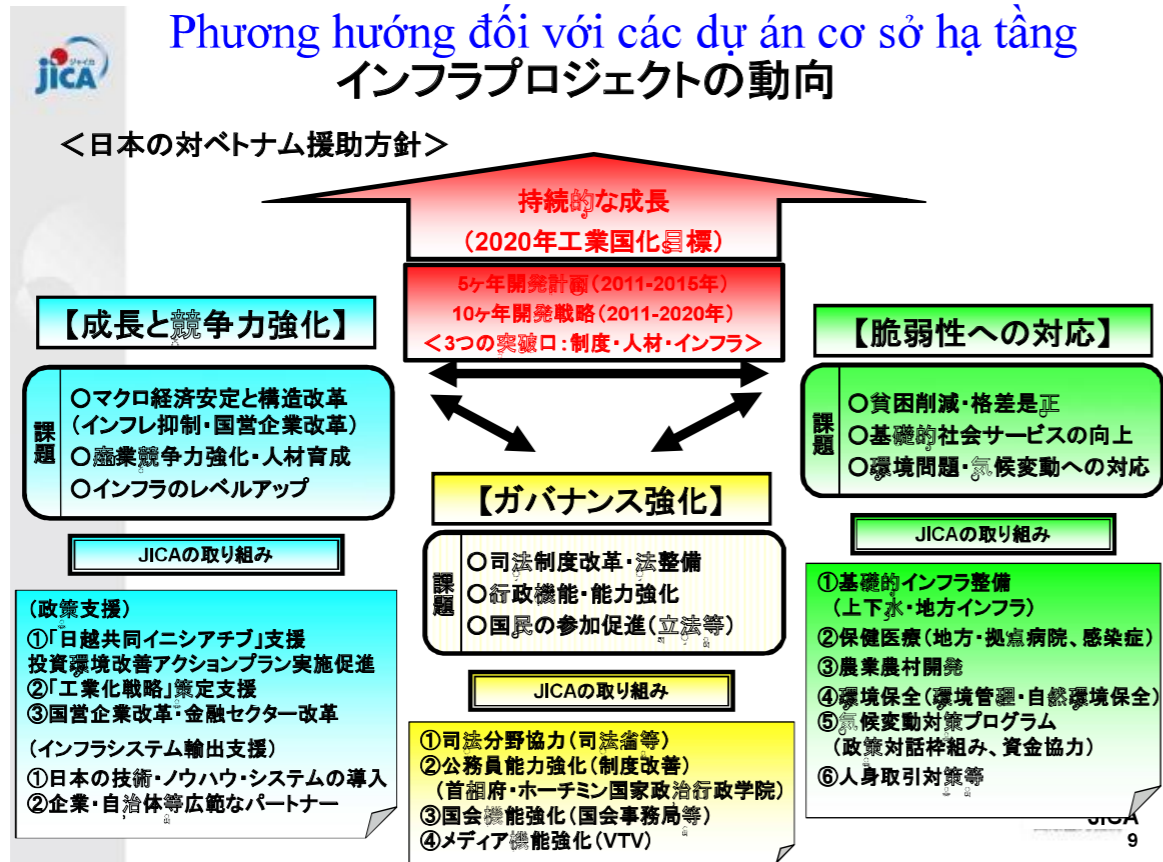 Phương hướng đối với các dự án cơ sở hạ tầng
インフラプロジェクトの動向
ジャイカ
jICA
＜日本の対ベトナム援助方針＞
持続的な成長
（2020年工業国化目標）
5ヶ年開発計画（2011-2015年）
10ヶ年開発戦略（2011-2020年）
＜3つの突破口：制度・人材・インフラ＞
【成長と競争力強化】
課題
○マクロ経済安定と構造改革
（インフレ抑制・国営企業改革）
○産業競争力強化・人材育成
○インフラのレベルアップ
JICAの取り組み
（政策支援）
①「日越共同イニシアチブ」支援
投資環境改善アクションプラン実施促進
②「工業化戦略」策定支援
③国営企業改革・金融セクター改革
（インフラシステム輸出支援）
①日本の技術・ノウハウ・システムの導入
②企業・自治体等広範なパートナー
【ガバナンス強化】
課題
○司法制度改革・法整備
○行政機能・能力強化
○国民の参加促進（立法等）
JICAの取り組み
①司法分野協力（司法省等）
②公務員能力強化（制度改善）
（首相府・ホーチミン国家政治行政学院）
③国会機能強化（国会事務局等）
④メディア機能強化（VTV）
【脆弱性への対応】
課題
○貧困削減・格差是正
○基礎的社会サービスの向上
○環境問題・気候変動への対応
JICAの取り組み
①基礎的インフラ整備
（上下水・地方インフラ）
②保健医療（地方・拠点病院、感染症）
③農業農村開発
④環境保全（環境管理・自然環境保全）
⑤気候変動対策プログラム
（政策対話枠組み、資金協力）
⑥人身取引対策等
JICA
9